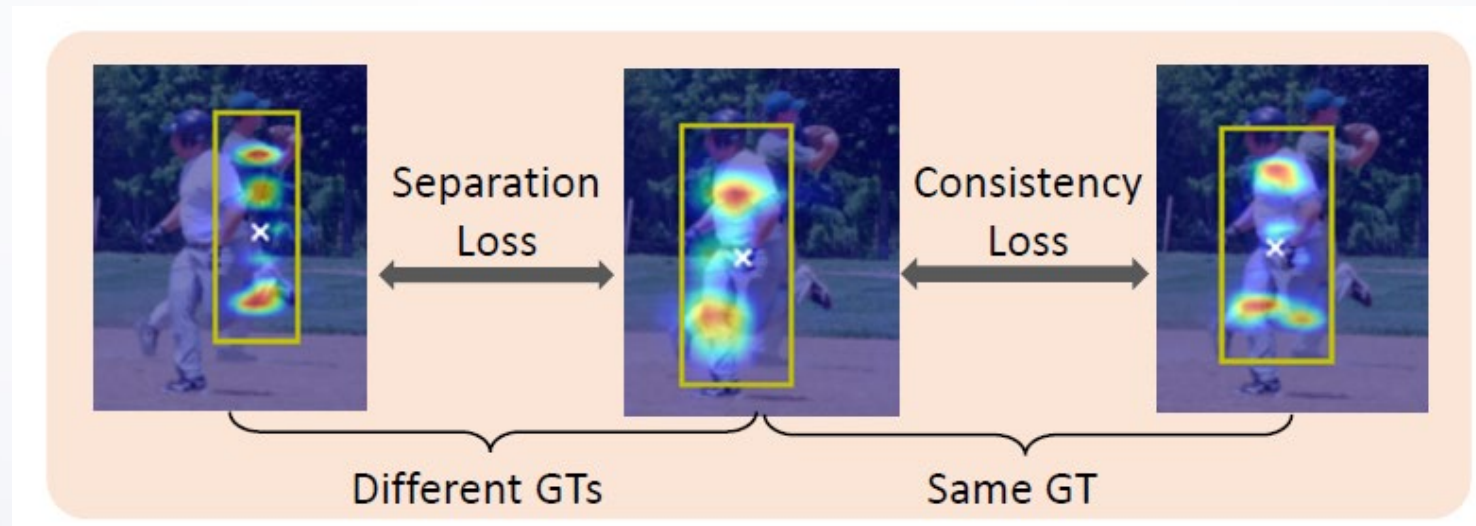 Separation
Loss
Consistency
Loss
Different GTs
Same GT